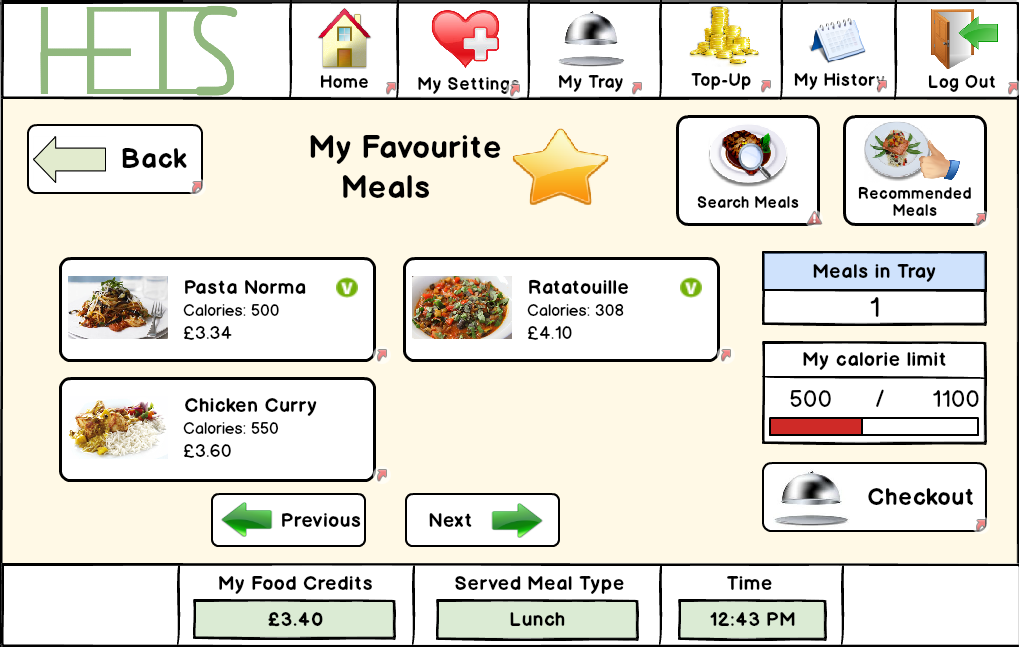 HEIS
Home
My Settings
My Tray
Top-Up
My History
Log Out
Back
My Favourite
Meals
Search Meals
Recommended
Meals
Pasta Norma
V
Calories: 500
£3.34
Ratatouille
V
Calories: 308
£4.10
Meals in Tray
1
My calorie limit
500 / 1100
Chicken Curry
Calories: 550
£3.60
Checkout
Previous
Next
My Food Credits
£3.40
Served Meal Type
Lunch
Time
12:43 PM